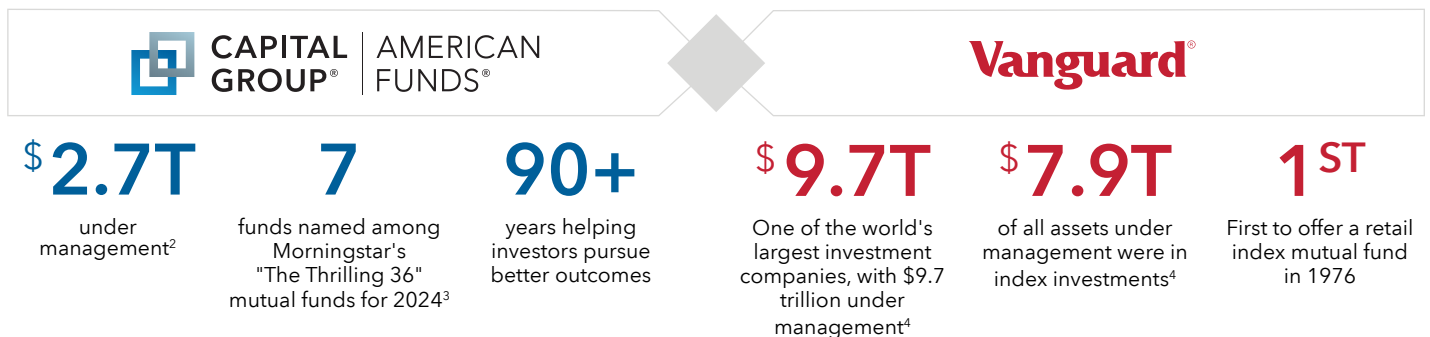 CAPITAL GROUP® | AMERICAN FUNDS®
Vanguard®
$2.7T
under
management2
7
funds named among
Morningstar's
"The Thrilling 36"
mutual funds for 20243
90+
years helping
investors pursue
better outcomes
$9.7T
One of the world's
largest investment
companies, with $9.7
trillion under
management4
$7.9T
of all assets under
management were in
index investments4
1ST
First to offer a retail
index mutual fund
in 1976